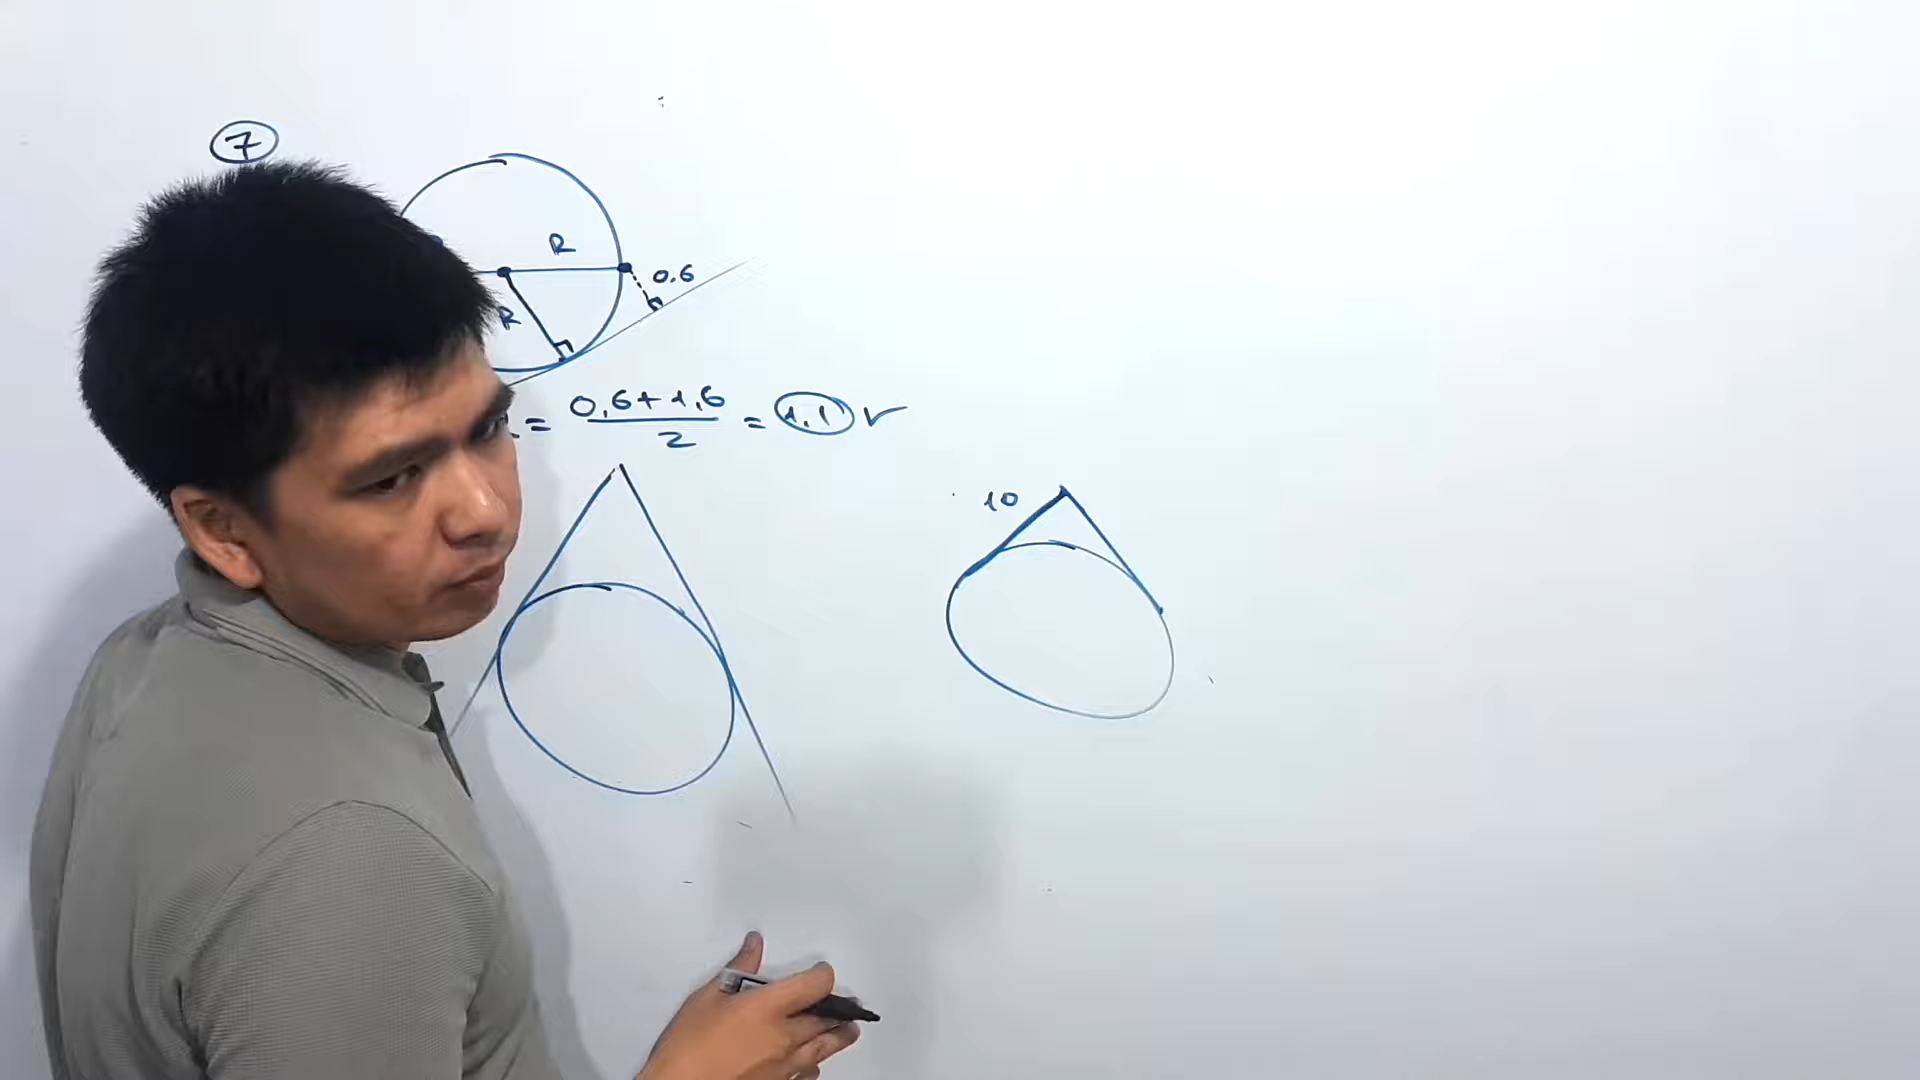 7
R
0.6
R
= 0,6+1,6 / 2 = 1,1 ✓
10